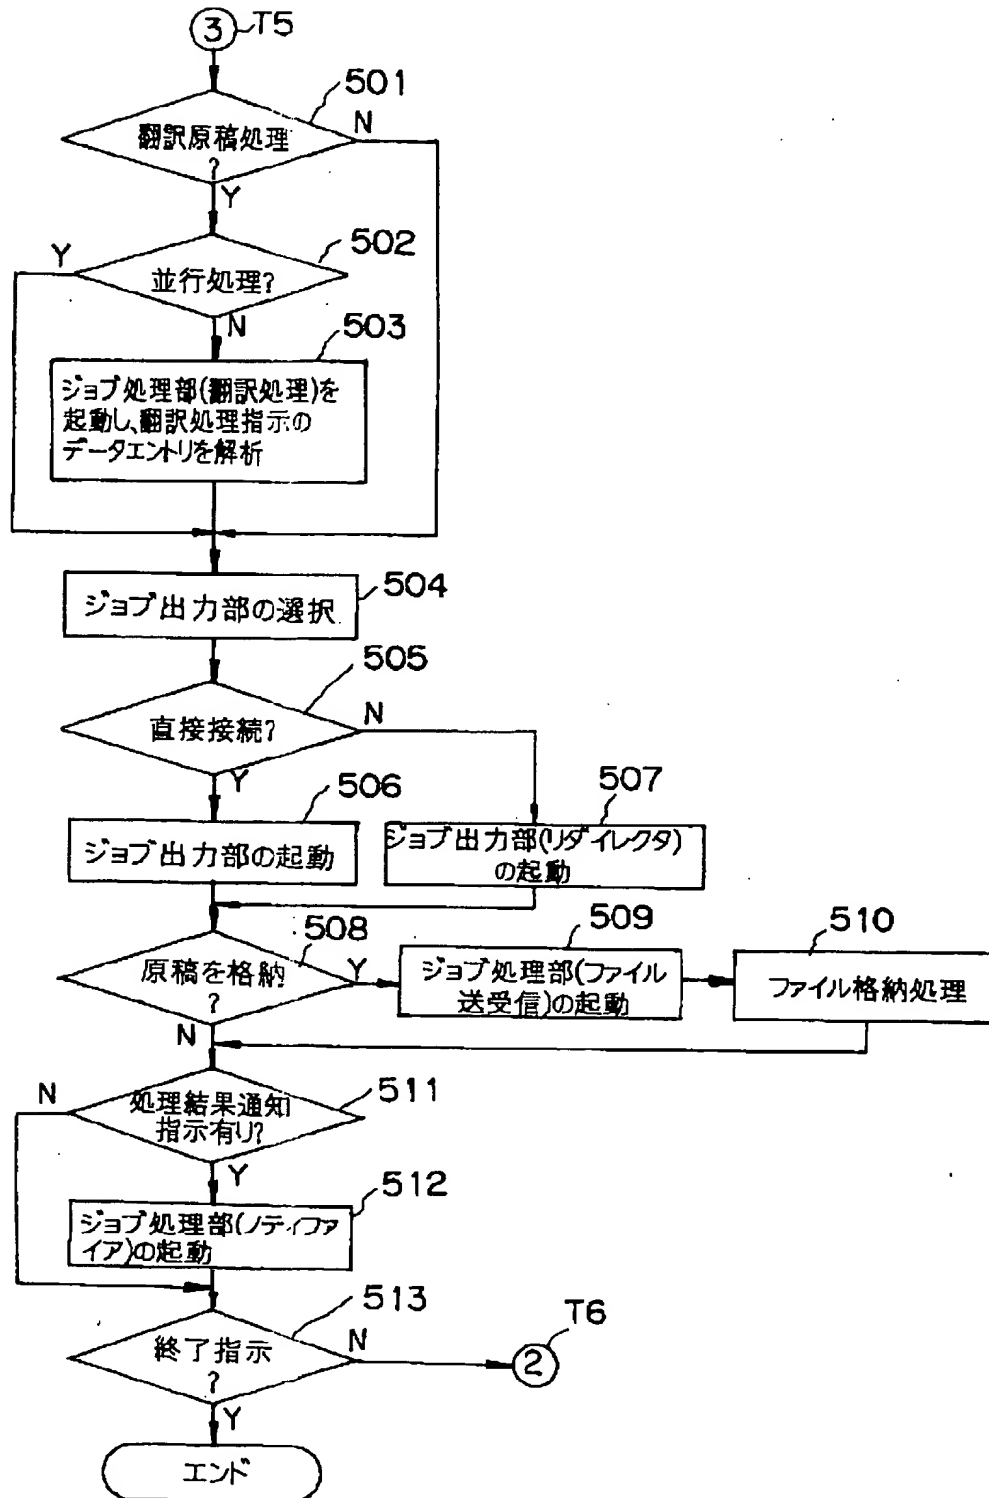 ③ T5
501
翻訳原稿処理
?
N
Y
502
Y
並行処理?
N
503
ジョブ処理部(翻訳処理)を
起動し、翻訳処理指示の
データエントリを解析
504
ジョブ出力部の選択
505
直接接続?
N
Y
506
507
ジョブ出力部の起動
ジョブ出力部(リダイレクタ)
の起動
508
509
510
原稿を格納
?
Y
N
ジョブ処理部(ファイル
送受信)の起動
ファイル格納処理
511
N
処理結果通知
指示有り?
Y
512
ジョブ処理部(ノティファ
イア)の起動
513
終了指示
?
N
T6
②
Y
エンド